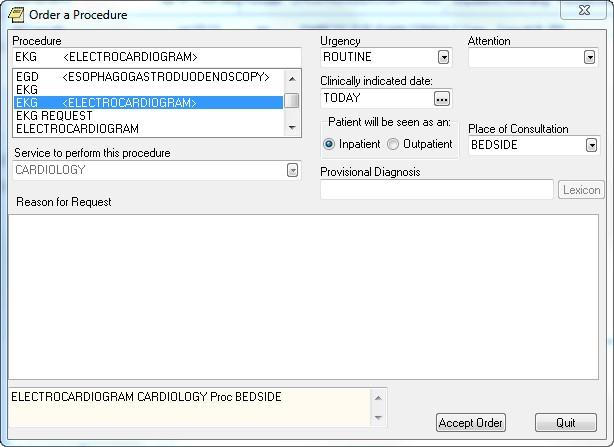 Order a Procedure
Procedure
EKG <ELECTROCARDIOGRAM>
EGD <ESOPHAGOGASTRODUODENOSCOPY>
EKG
EKG <ELECTROCARDIOGRAM>
EKG REQUEST
ELECTROCARDIOGRAM
Service to perform this procedure
CARDIOLOGY
Urgency
ROUTINE
Attention
Clinically indicated date:
TODAY
...
Patient will be seen as an:
Inpatient Outpatient
Place of Consultation
BEDSIDE
Provisional Diagnosis
Lexicon
Reason for Request
ELECTROCARDIOGRAM CARDIOLOGY Proc BEDSIDE
Accept Order
Quit